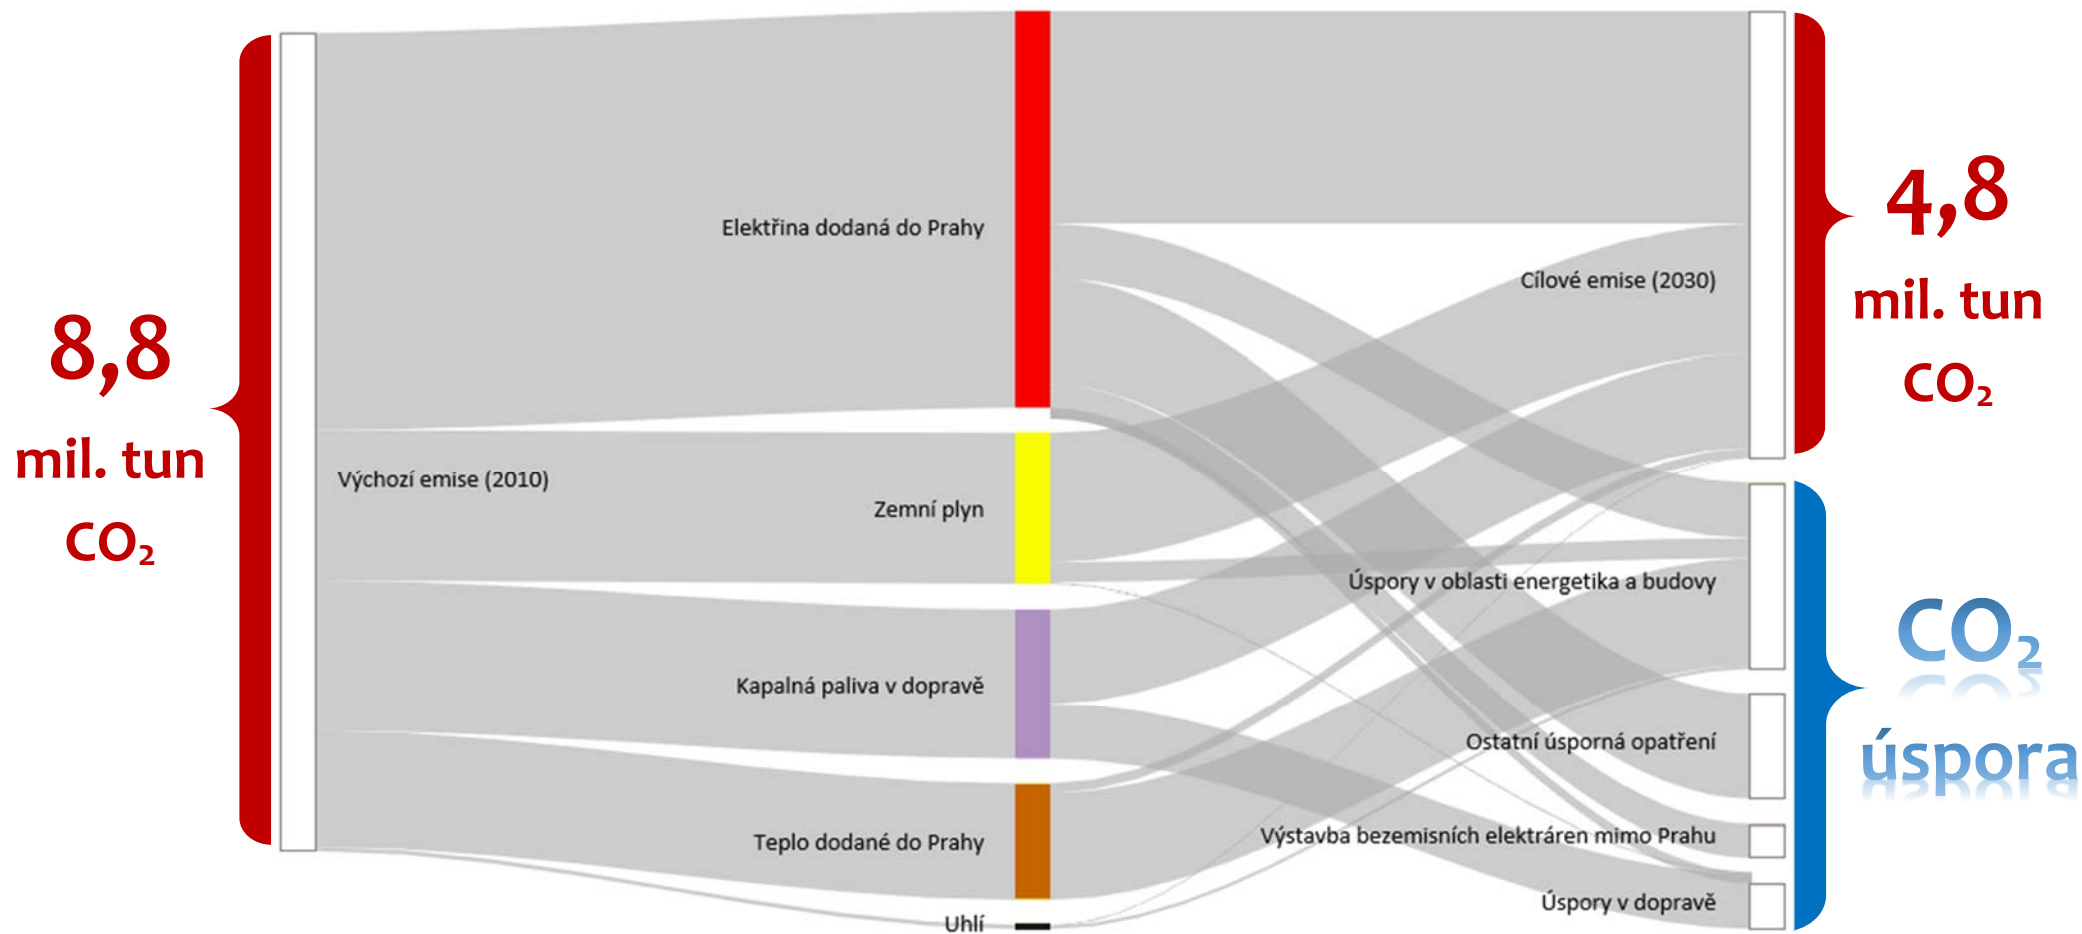 8,8
mil. tun
CO₂
Výchozí emise (2010)
Elektřina dodaná do Prahy
Zemní plyn
Kapalná paliva v dopravě
Teplo dodané do Prahy
Uhlí
Cílové emise (2030)
Úspory v oblasti energetika a budovy
Ostatní úsporná opatření
Výstavba bezemisních elektráren mimo Prahu
Úspory v dopravě
4,8
mil. tun
CO₂
CO₂
úspora